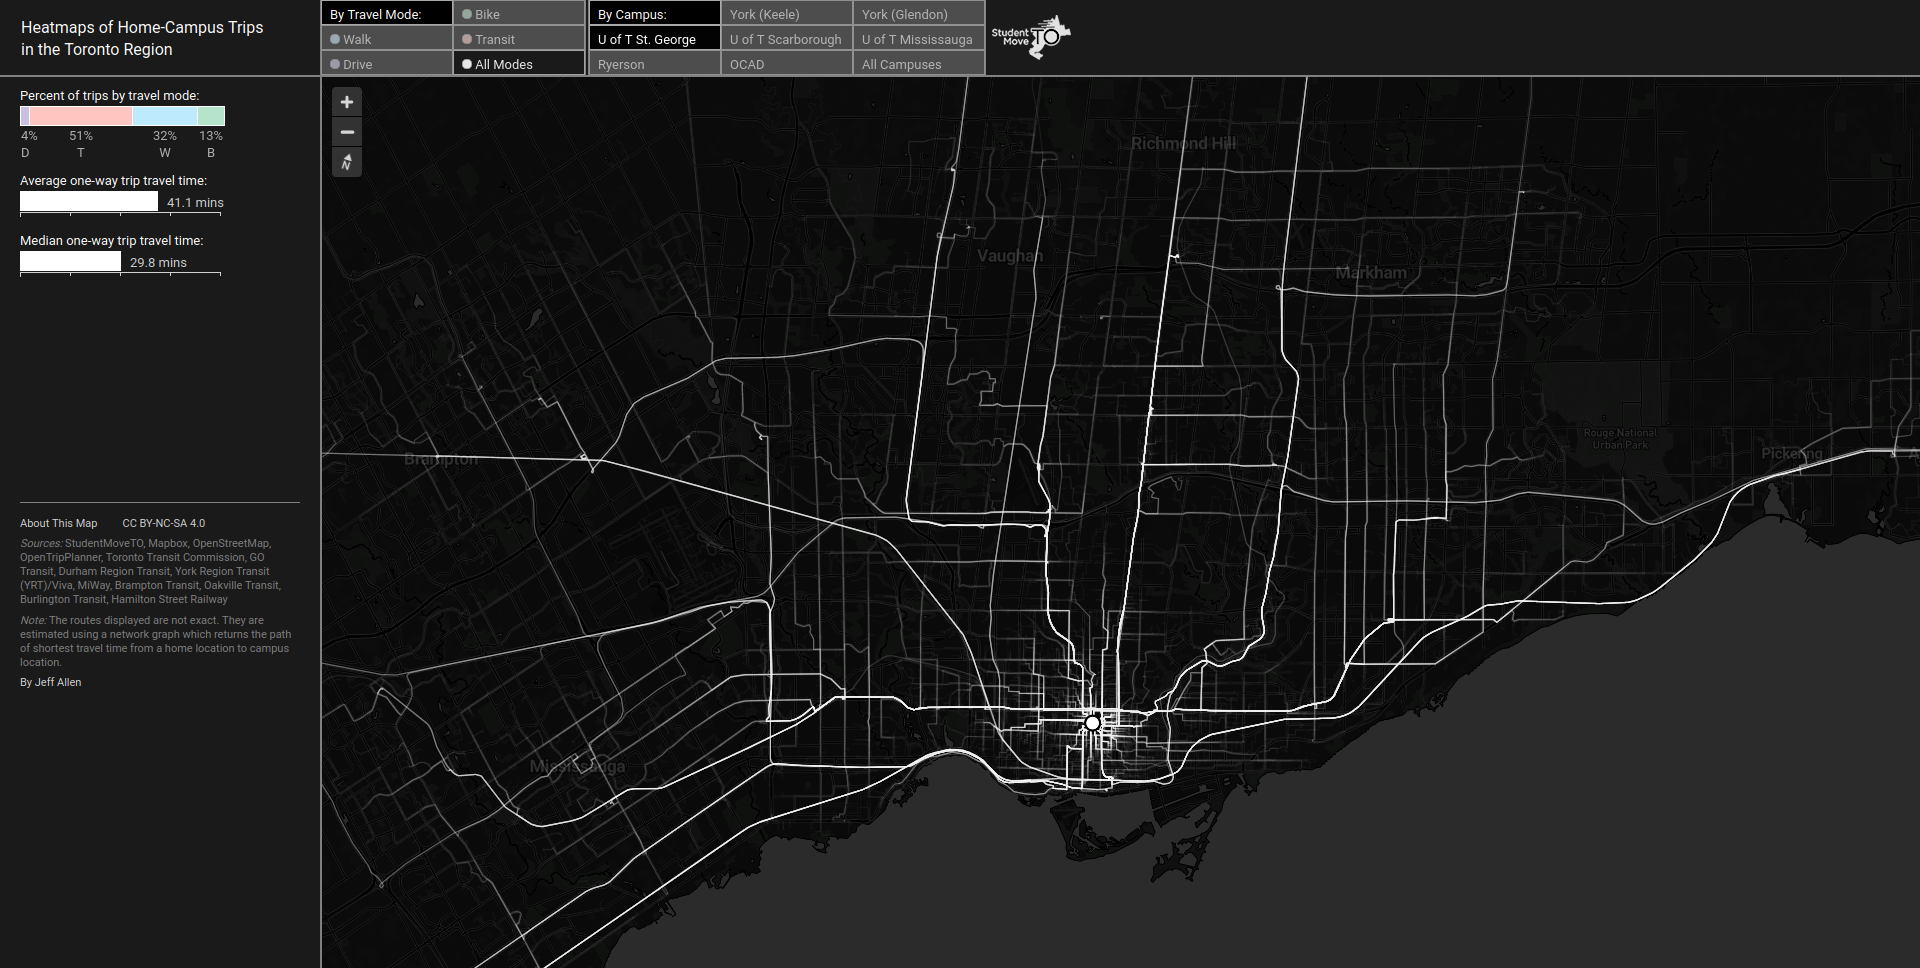 Heatmaps of Home-Campus Trips
in the Toronto Region
By Travel Mode:
Bike
Walk
Transit
Drive
All Modes
By Campus:
York (Keele)
York (Glendon)
U of T St. George
U of T Scarborough
U of T Mississauga
Ryerson
OCAD
All Campuses
Student
Move TO
Percent of trips by travel mode:
4% 51% 32% 13%
D T W B
Average one-way trip travel time:
41.1 mins
Median one-way trip travel time:
29.8 mins
About This Map CC BY-NC-SA 4.0
Sources: StudentMoveTO, Mapbox, OpenStreetMap,
OpenTripPlanner, Toronto Transit Commission, GO
Transit, Durham Region Transit, York Region Transit
(YRT)/Viva, MiWay, Brampton Transit, Oakville Transit,
Burlington Transit, Hamilton Street Railway
Note: The routes displayed are not exact. They are
estimated using a network graph which returns the path
of shortest travel time from a home location to campus
location.
By Jeff Allen
+
−
N
Richmond Hill
Vaughan
Markham
Brampton
Rouge National
Urban Park
Pickering
A
Mississauga